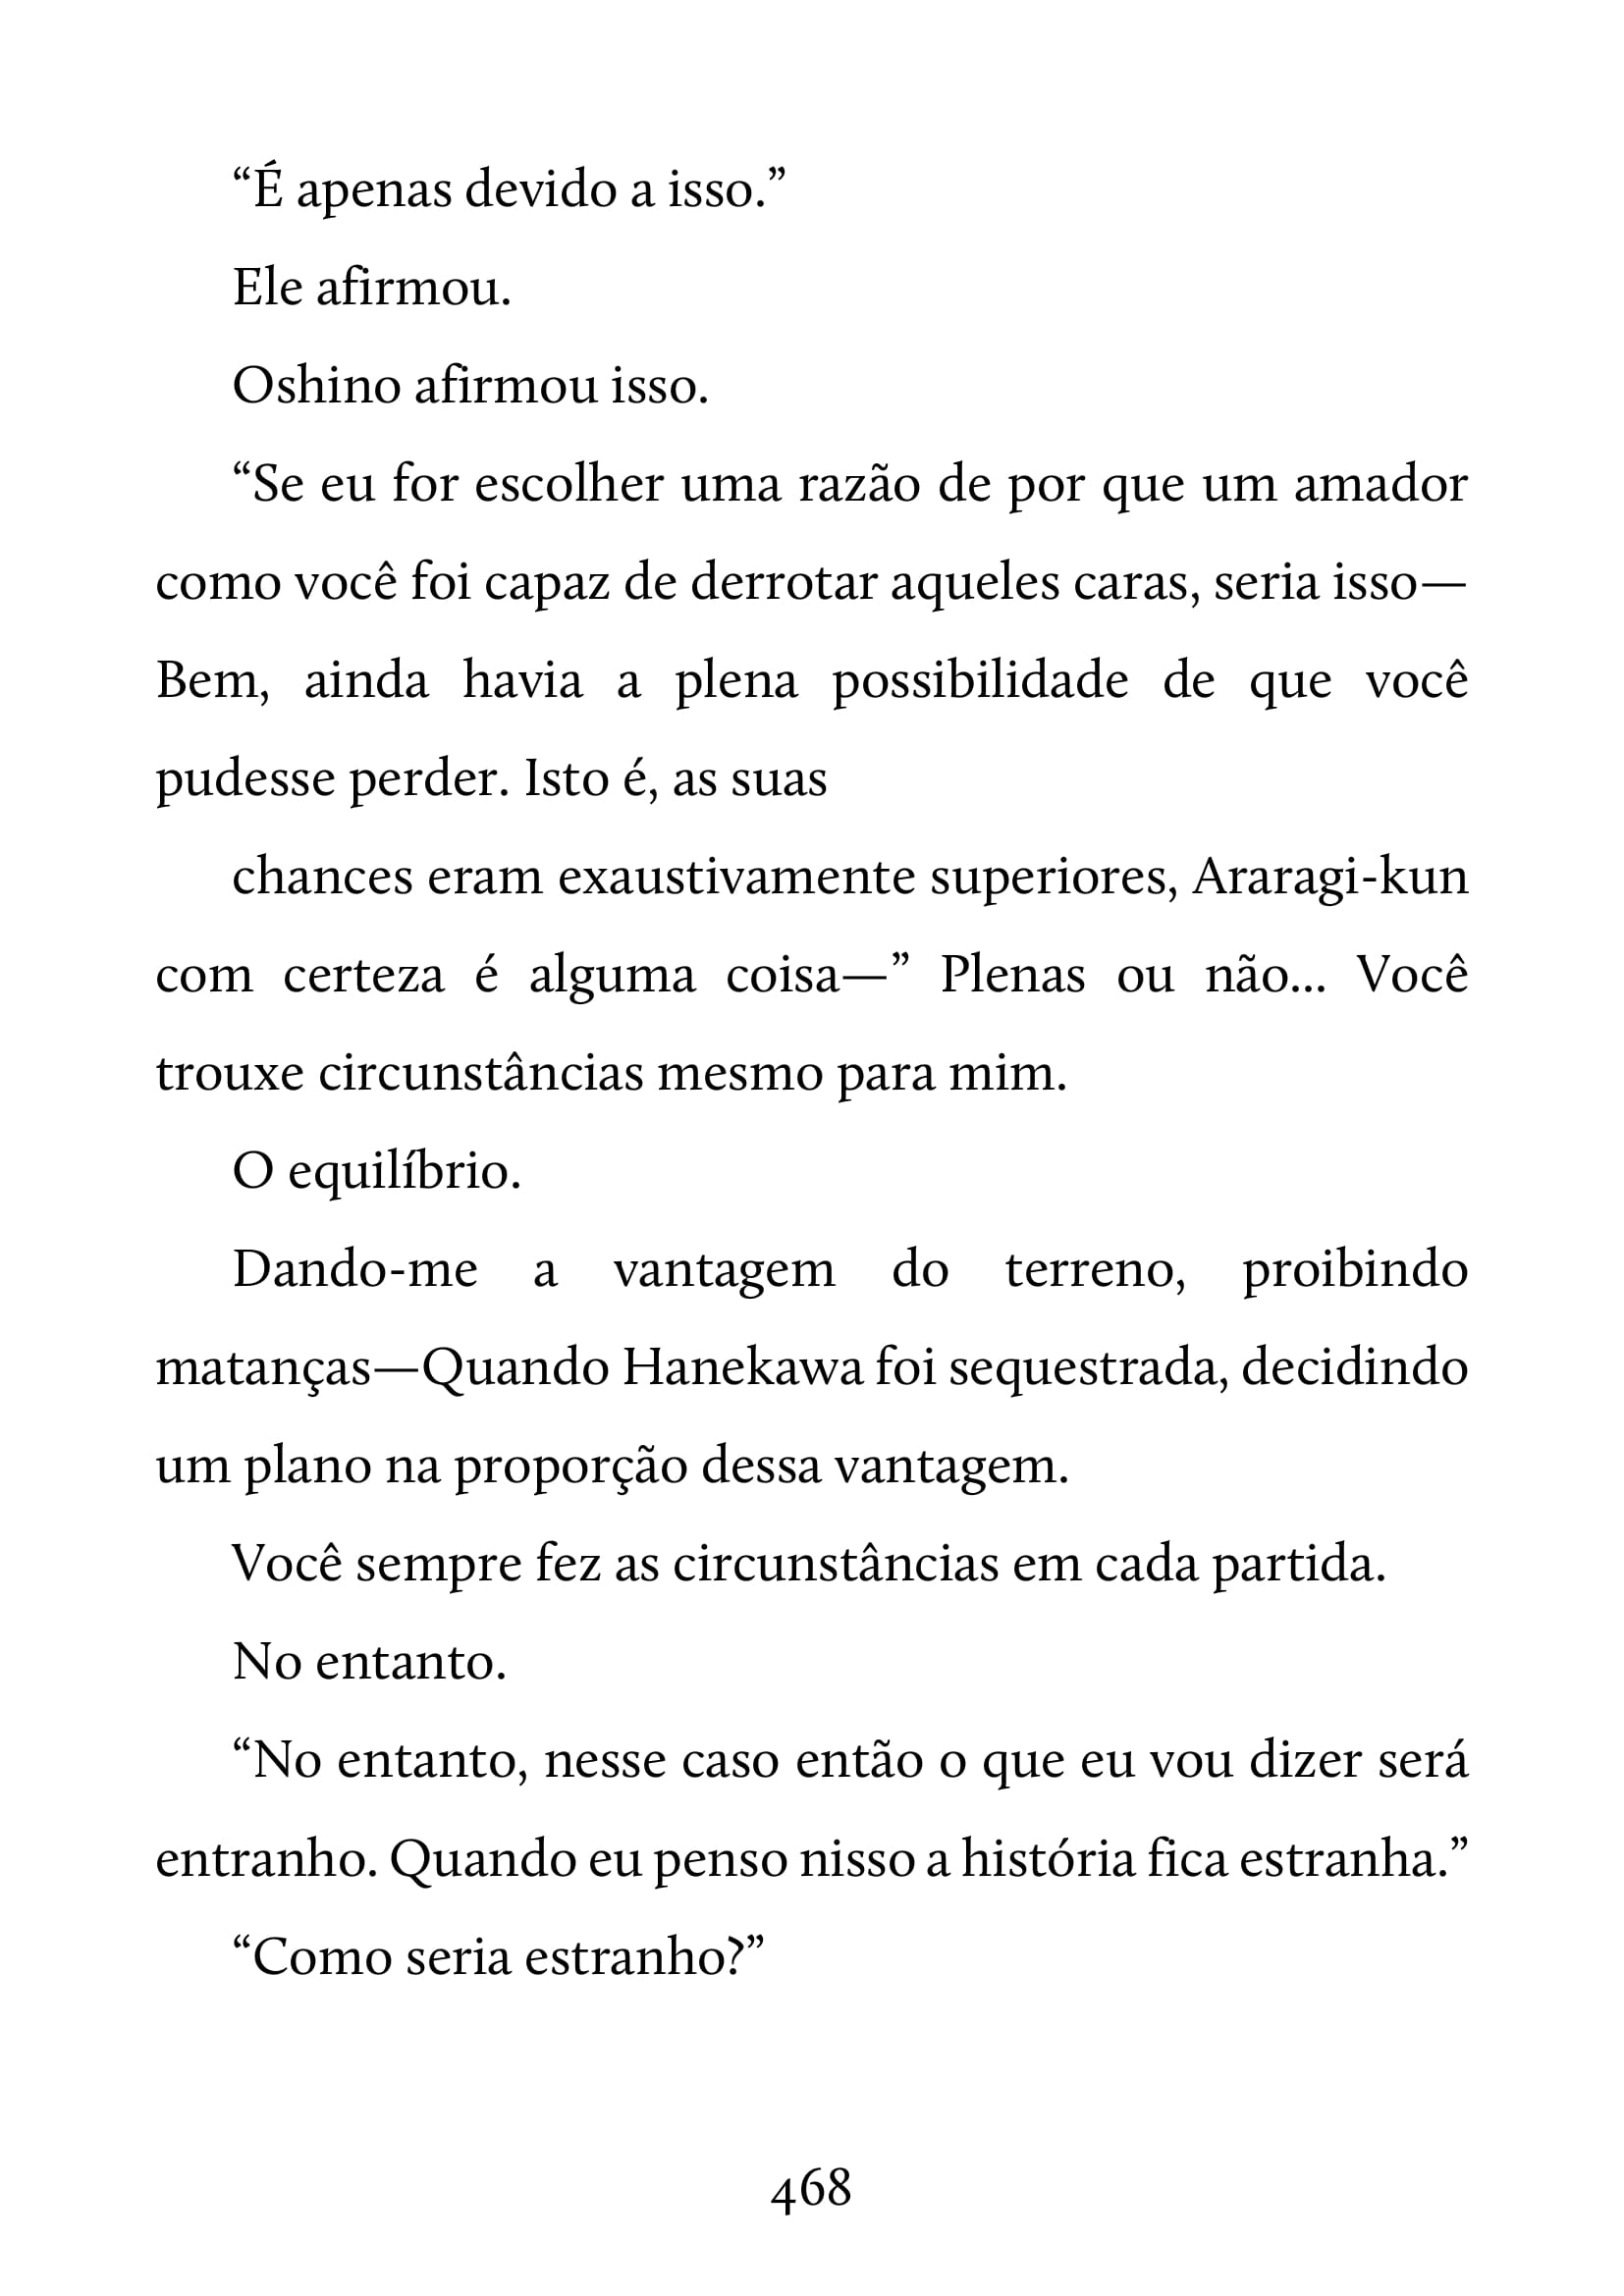 “É apenas devido a isso.”
Ele afirmou.
Oshino afirmou isso.
“Se eu for escolher uma razão de por que um amador
como você foi capaz de derrotar aqueles caras, seria isso—
Bem, ainda havia a plena possibilidade de que você
pudesse perder. Isto é, as suas
chances eram exaustivamente superiores, Araragi-kun
com certeza é alguma coisa—” Plenas ou não... Você
trouxe circunstâncias mesmo para mim.
O equilíbrio.
Dando-me a vantagem do terreno, proibindo
matanças—Quando Hanekawa foi sequestrada, decidindo
um plano na proporção dessa vantagem.
Você sempre fez as circunstâncias em cada partida.
No entanto.
“No entanto, nesse caso então o que eu vou dizer será
entranho. Quando eu penso nisso a história fica estranha.”
“Como seria estranho?”
468